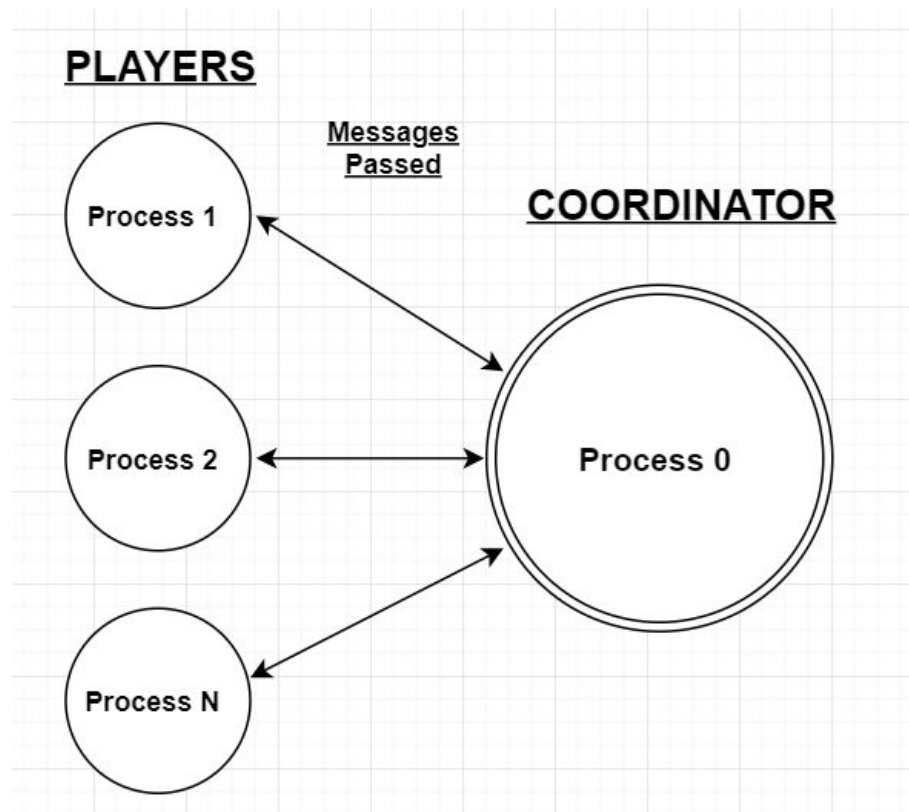 PLAYERS
Messages
Passed
Process 1
COORDINATOR
Process 2
Process 0
Process N